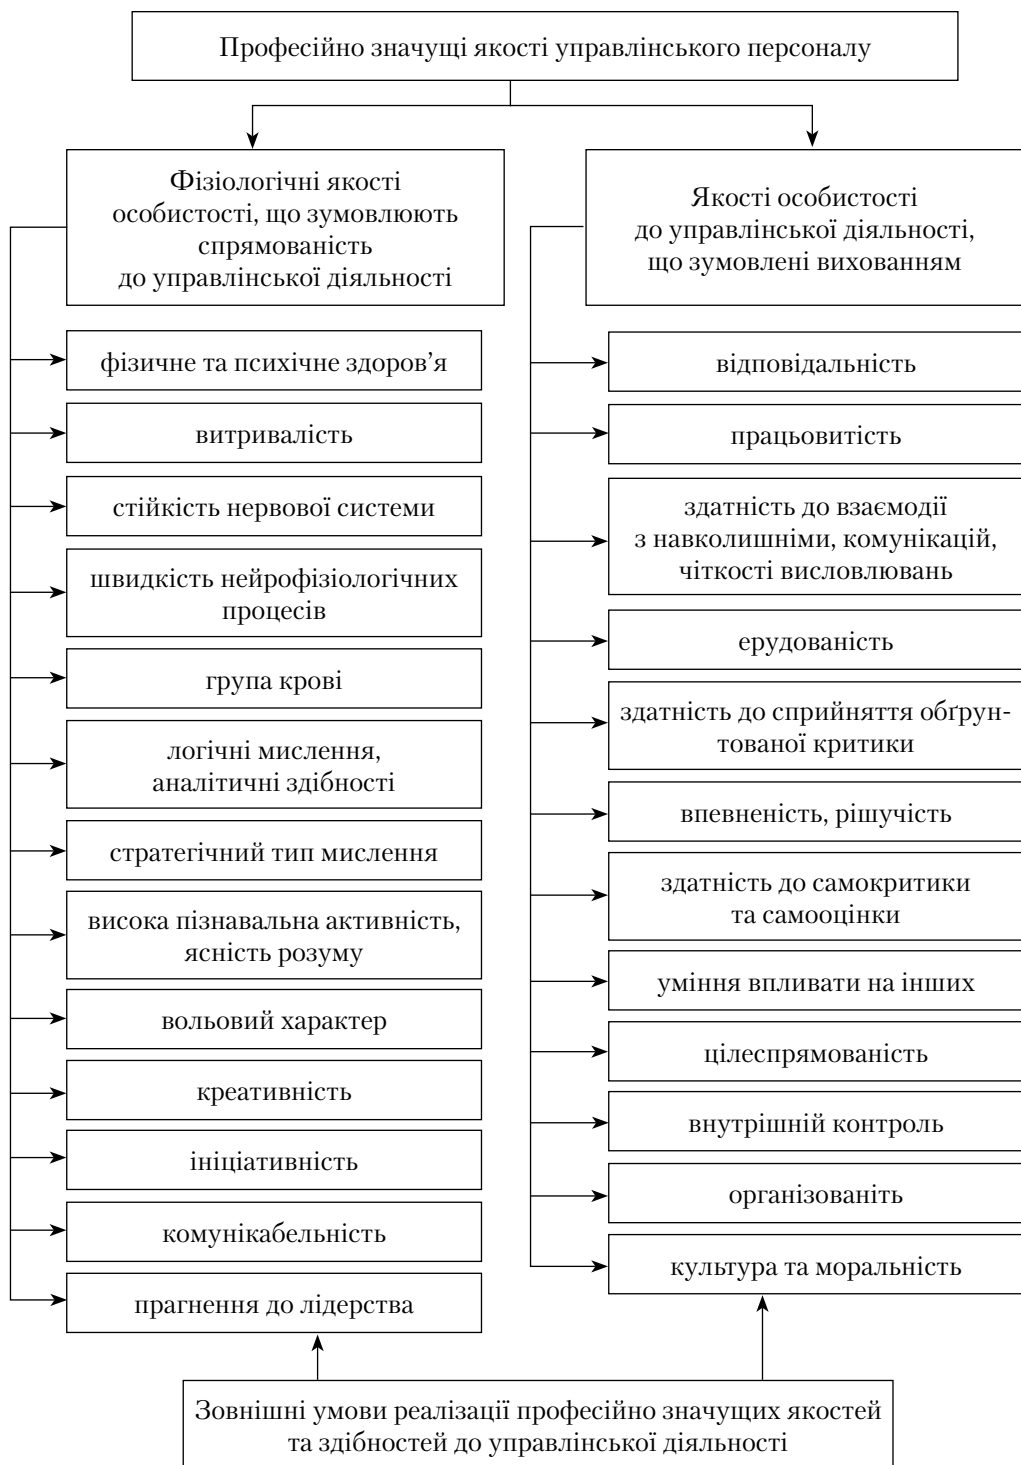 Професійно значущі якості управлінського персоналу
Фізіологічні якості
особистості, що зумовлюють
спрямованість
до управлінської діяльності
фізичне та психічне здоров’я
витривалість
стійкість нервової системи
швидкість нейрофізіологічних
процесів
група крові
логічні мислення,
аналітичні здібності
стратегічний тип мислення
висока пізнавальна активність,
ясність розуму
вольовий характер
креативність
ініціативність
комунікабельність
прагнення до лідерства
Якості особистості
до управлінської діяльності,
що зумовлені вихованням
відповідальність
працьовитість
здатність до взаємодії
з навколишніми, комунікацій,
чіткості висловлювань
ерудованість
здатність до сприйняття обґрун-
тованої критики
впевненість, рішучість
здатність до самокритики
та самооцінки
уміння впливати на інших
цілеспрямованість
внутрішній контроль
організованіть
культура та моральність
Зовнішні умови реалізації професійно значущих якостей
та здібностей до управлінської діяльності